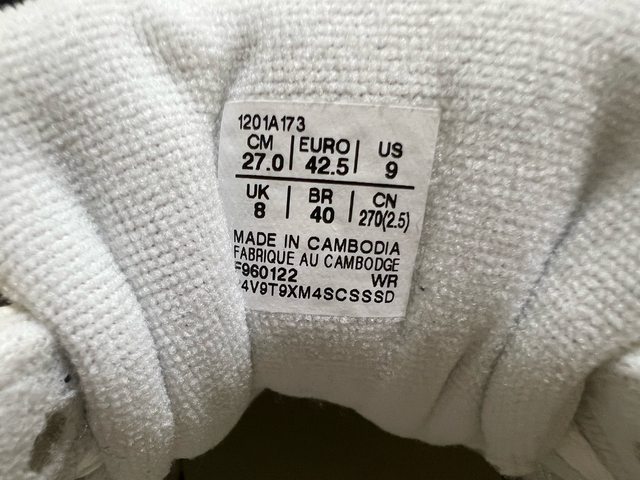 1201A173
CM EURO US
27.0 42.5 9
UK BR CN
8 40 270(2.5)
MADE IN CAMBODIA
FABRIQUE AU CAMBODGE
F960122 WR
4V9T9XM4SCSSSD